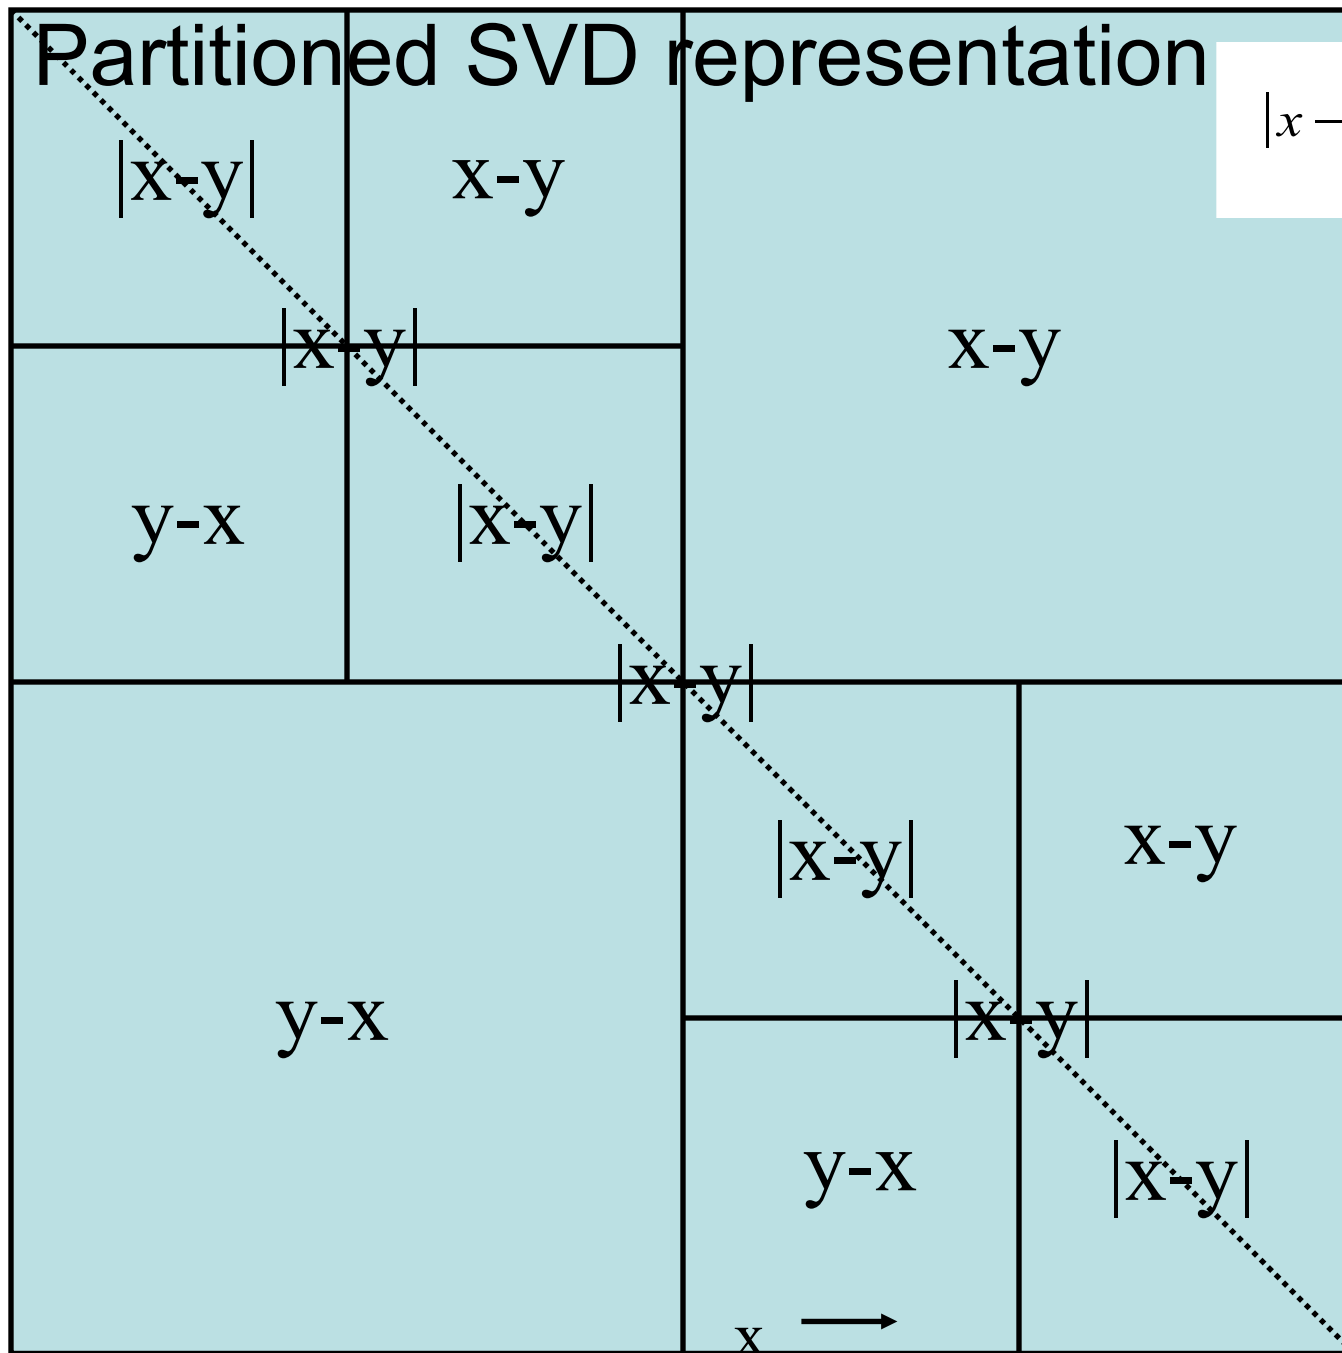 Partitioned SVD representation
|x −
|x-y| x-y
|x-y| x-y
y-x |x-y|
|x-y|
|x-y| x-y
y-x |x-y|
y-x |x-y|
x